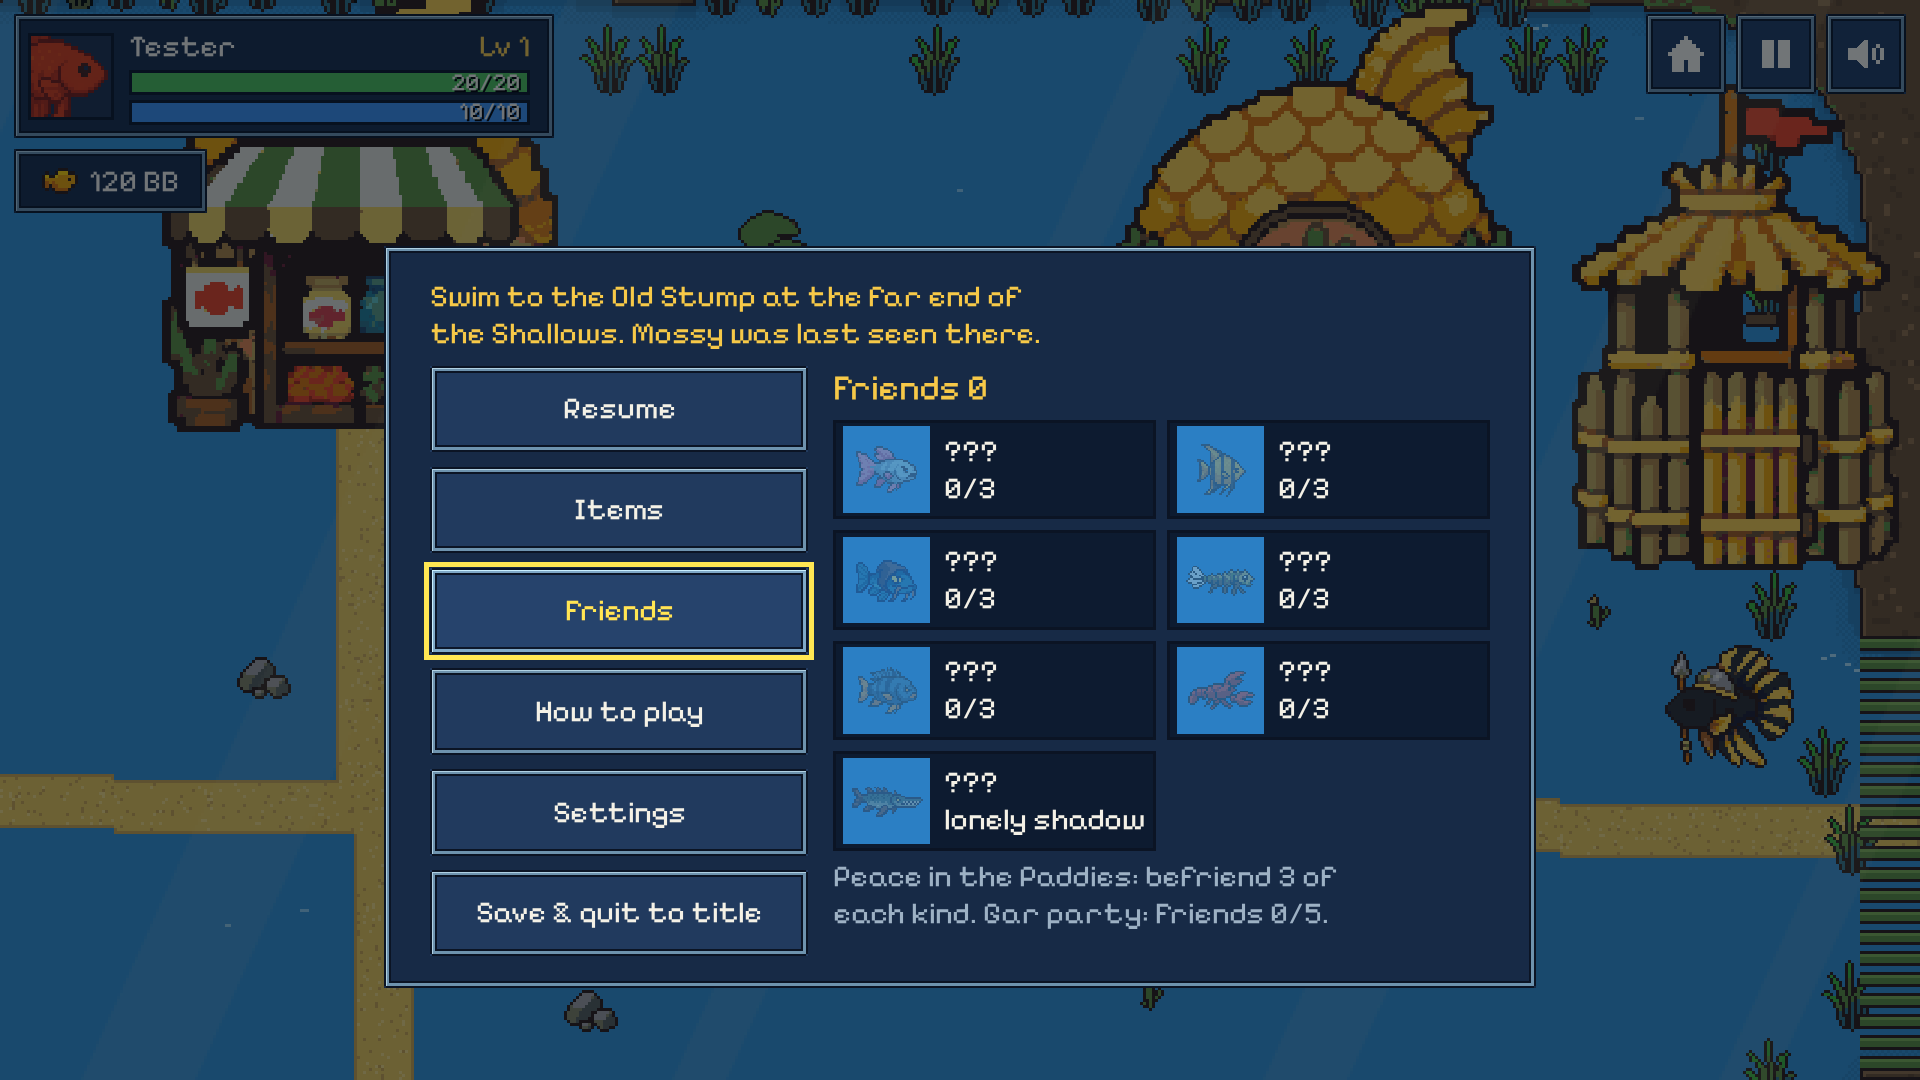 Tester
Lv 1
20/20
10/10
120 BB
Swim to the Old Stump at the far end of
the Shallows. Mossy was last seen there.
Resume
Items
Friends
How to play
Settings
Save & quit to title
Friends 0
???
0/3
???
0/3
???
0/3
???
0/3
???
0/3
???
0/3
???
lonely shadow
Peace in the Paddies: befriend 3 of
each kind. Gar party: Friends 0/5.